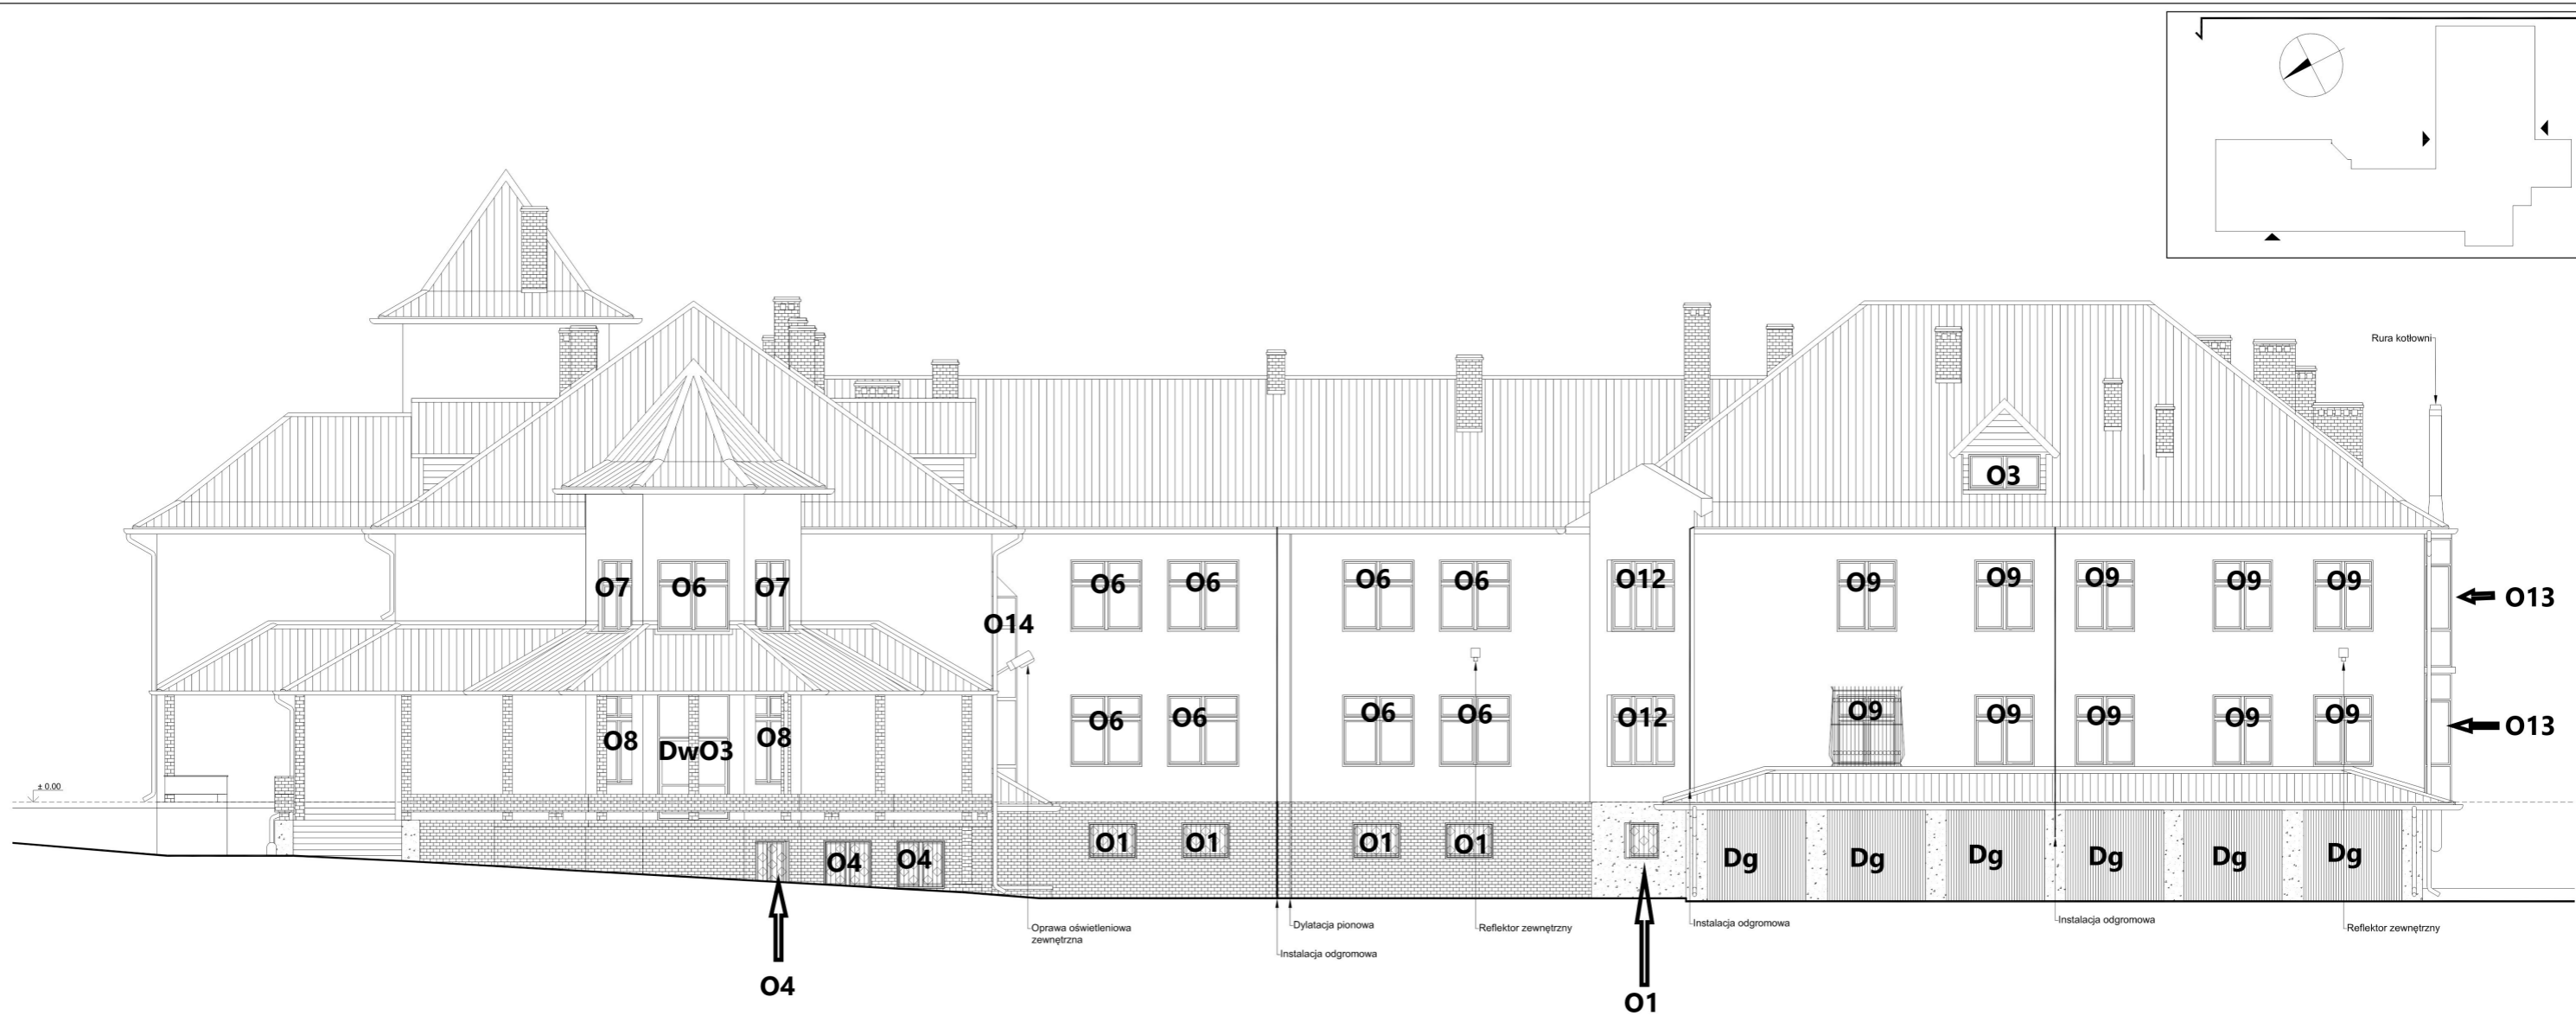 Rura kotłowni
O3
O7 O6 O7
O14
O6 O6 O6 O6
O12
O9 O9 O9 O9 O9
O13
O8 DwO3 O8
O6 O6 O6 O6
O12
O9 O9 O9 O9 O9
O13
± 0.00
O4 O4
O1 O1 O1 O1
Dg Dg Dg Dg Dg Dg
Oprawa oświetleniowa
zewnętrzna
Dylatacja pionowa
Instalacja odgromowa
Reflektor zewnętrzny
Instalacja odgromowa
Instalacja odgromowa
Reflektor zewnętrzny
O4
O1